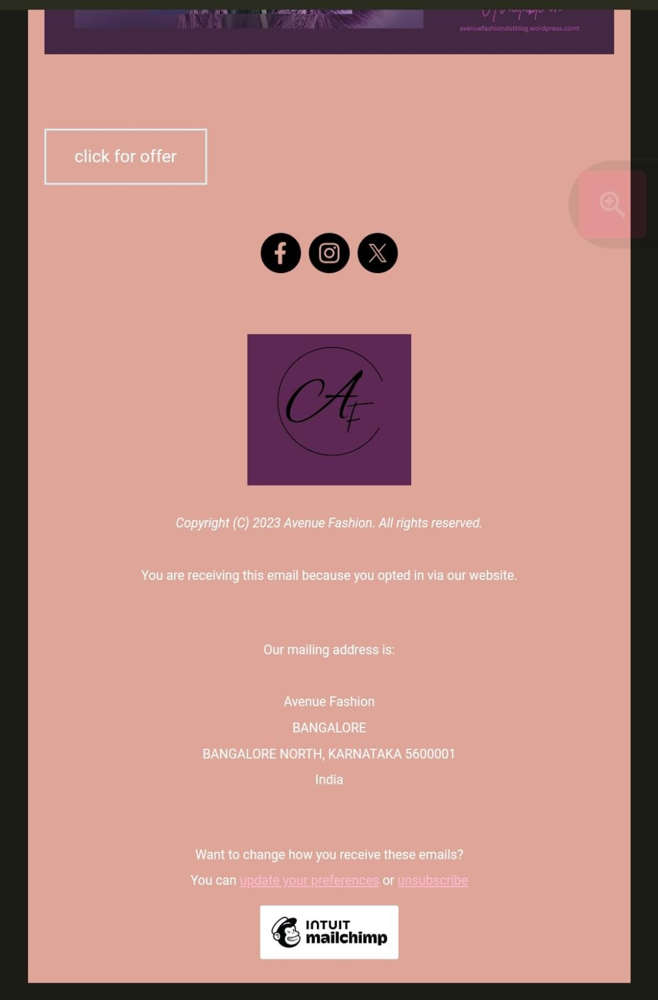 avenuefashiondotblog.wordpress.comt
click for offer
AF
Copyright (C) 2023 Avenue Fashion. All rights reserved.
You are receiving this email because you opted in via our website.
Our mailing address is:
Avenue Fashion
BANGALORE
BANGALORE NORTH, KARNATAKA 5600001
India
Want to change how you receive these emails?
You can update your preferences or unsubscribe
INTUIT
mailchimp